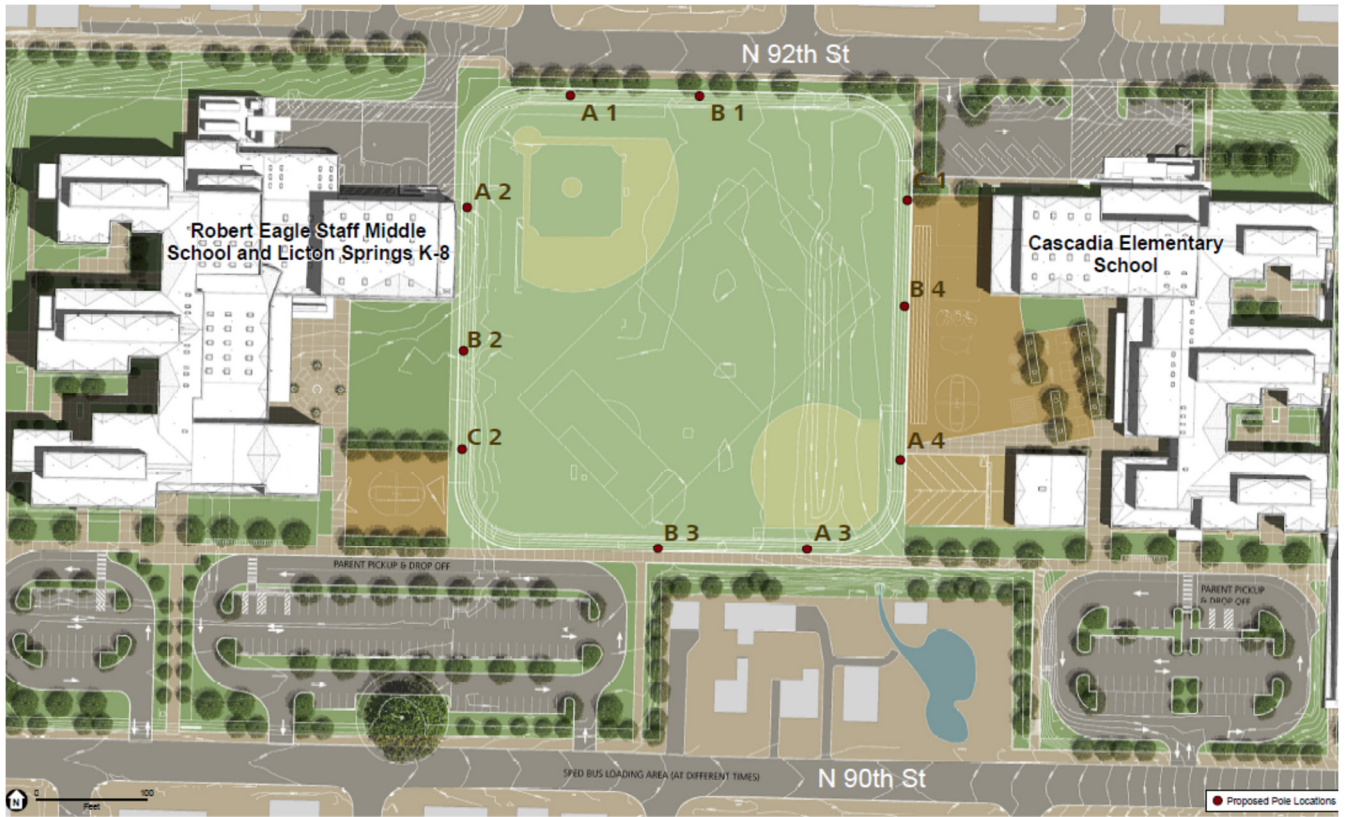 N 92th St
A 1
B 1
C 1
A 2
Robert Eagle Staff Middle
School and Licton Springs K-8
Cascadia Elementary
School
B 4
B 2
C 2
A 4
B 3
A 3
PARENT PICKUP & DROP OFF
PARENT PICKUP
& DROP OFF
SPED BUS LOADING AREA (AT DIFFERENT TIMES)
N 90th St
N
0 100
Feet
Proposed Pole Locations